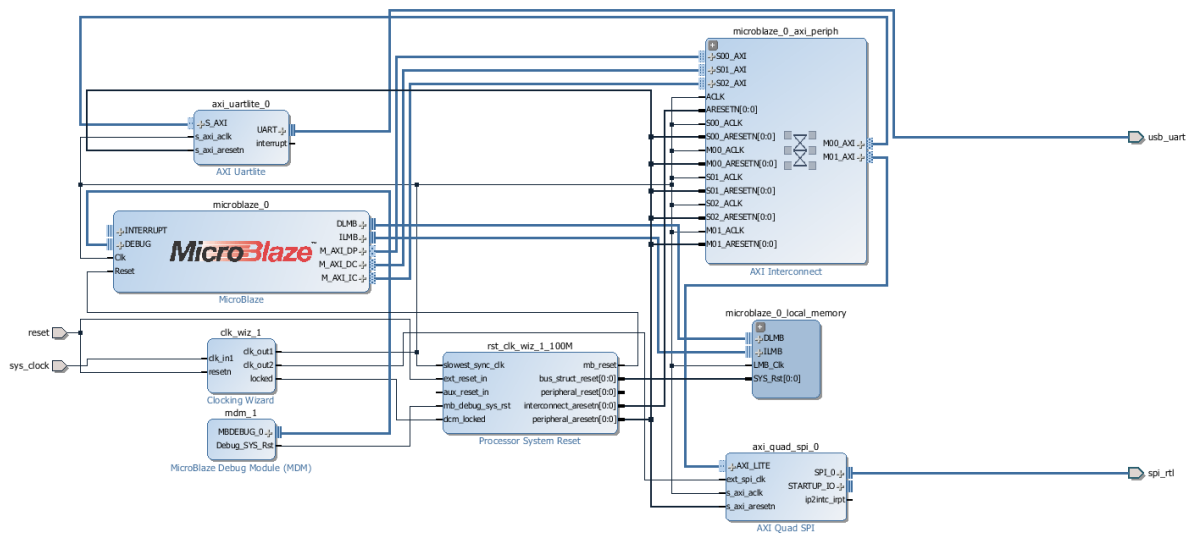 microblaze_0_axi_periph
S00_AXI
S01_AXI
S02_AXI
ACLK
ARESETN[0:0]
S00_ACLK
S00_ARESETN[0:0]
M00_ACLK
M00_ARESETN[0:0]
S01_ACLK
S01_ARESETN[0:0]
S02_ACLK
S02_ARESETN[0:0]
M01_ACLK
M01_ARESETN[0:0]
M00_AXI
M01_AXI
AXI Interconnect
axi_uartlite_0
S_AXI
s_axi_aclk
s_axi_aresetn
UART
interrupt
AXI Uartlite
usb_uart
microblaze_0
INTERRUPT
DEBUG
Clk
Reset
MicroBlaze™
DLMB
ILMB
M_AXI_DP
M_AXI_DC
M_AXI_IC
MicroBlaze
reset
sys_clock
clk_wiz_1
clk_in1
resetn
clk_out1
clk_out2
locked
Clocking Wizard
rst_clk_wiz_1_100M
slowest_sync_clk
ext_reset_in
aux_reset_in
mb_debug_sys_rst
dcm_locked
mb_reset
bus_struct_reset[0:0]
peripheral_reset[0:0]
interconnect_aresetn[0:0]
peripheral_aresetn[0:0]
Processor System Reset
microblaze_0_local_memory
DLMB
ILMB
LMB_Clk
SYS_Rst[0:0]
mdm_1
MBDEBUG_0
Debug_SYS_Rst
MicroBlaze Debug Module (MDM)
axi_quad_spi_0
AXI_LITE
ext_spi_clk
s_axi_aclk
s_axi_aresetn
SPI_0
STARTUP_IO
ip2intc_irpt
AXI Quad SPI
spi_rtl